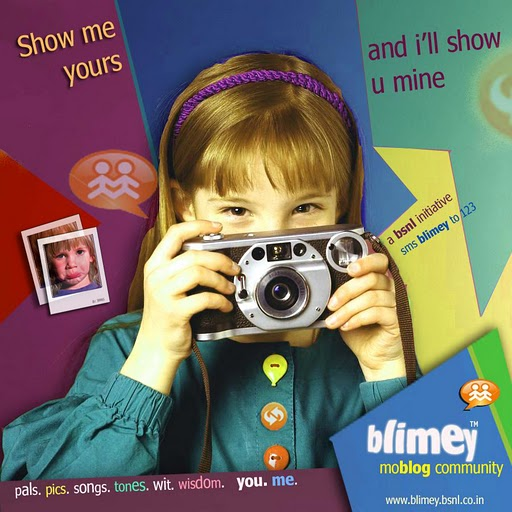 Show me
yours
and i'll show
u mine
a bsnl initiative
sms blimey to 123
blimey™
moblog community
www.blimey.bsnl.co.in
pals. pics. songs. tones. wit. wisdom. you. me.